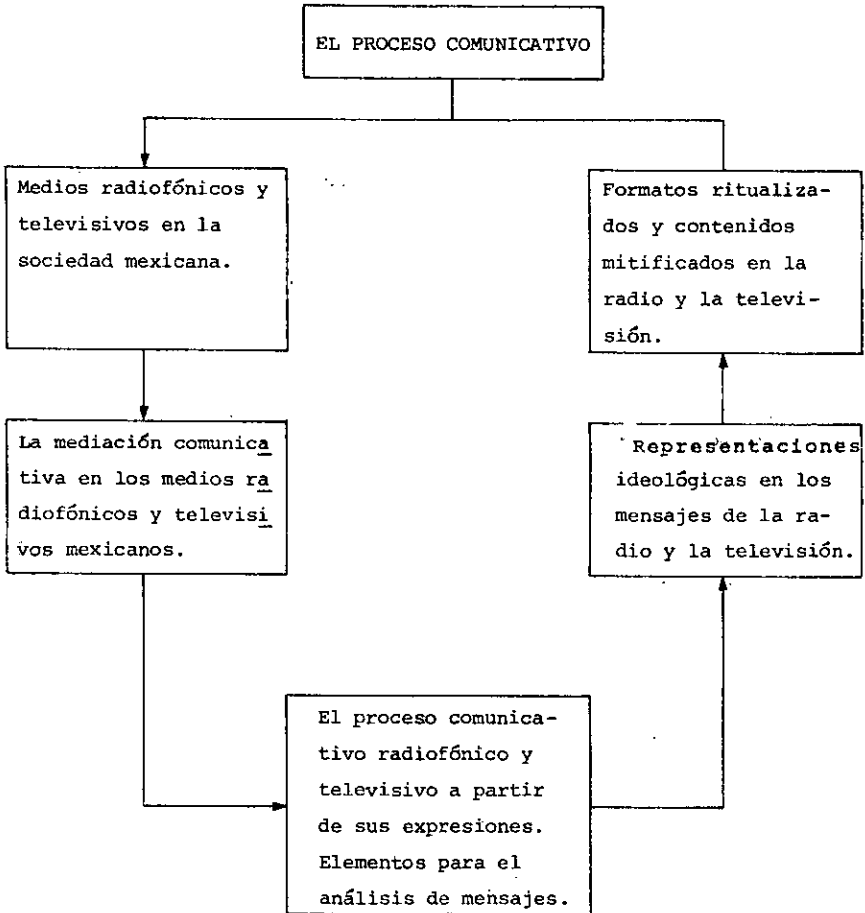 EL PROCESO COMUNICATIVO
Medios radiofónicos y
televisivos en la
sociedad mexicana.
La mediación comunica
tiva en los medios ra
diofónicos y televisi
vos mexicanos.
El proceso comunica-
tivo radiofónico y
televisivo a partir
de sus expresiones.
Elementos para el
análisis de mensajes.
Representaciones
ideológicas en los
mensajes de la ra-
dio y la televisión.
Formatos ritualiza-
dos y contenidos
mitificados en la
radio y la televi-
sión.